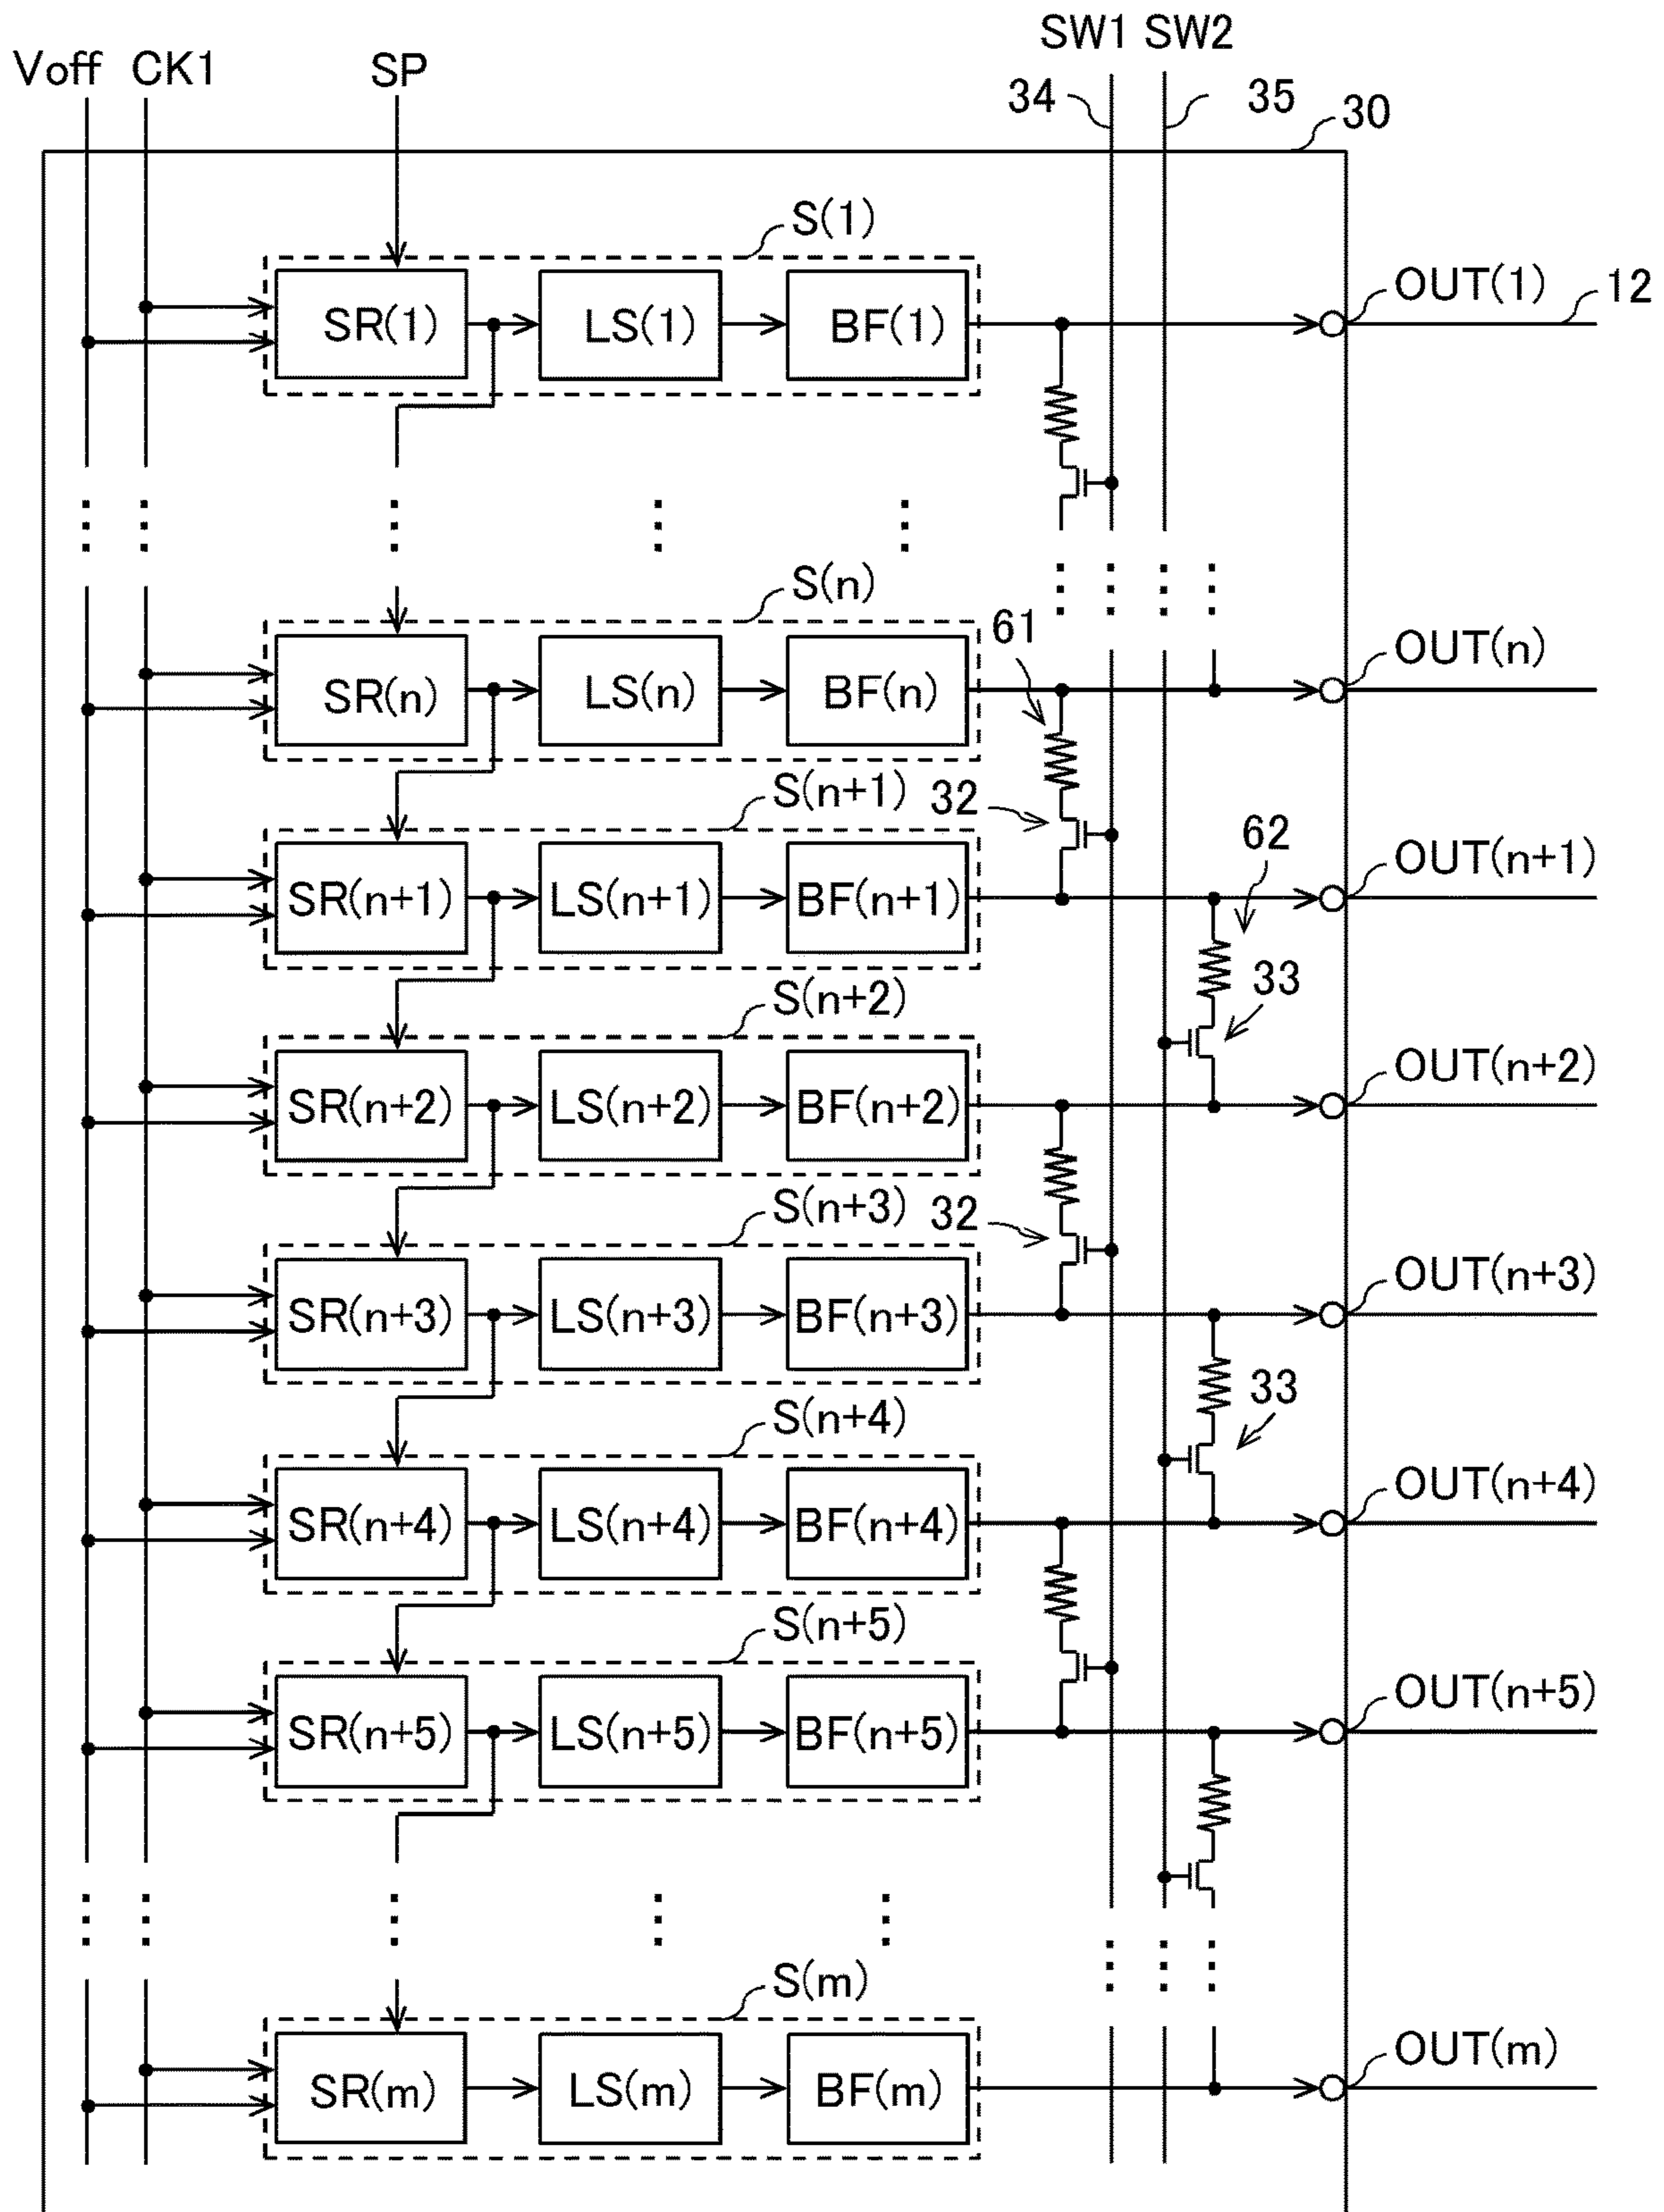 SW1 SW2
Voff CK1 SP
34 35 30
S(1)
SR(1) LS(1) BF(1) OUT(1) 12
S(n)
61 OUT(n)
SR(n) LS(n) BF(n)
S(n+1) 32
62 OUT(n+1)
SR(n+1) LS(n+1) BF(n+1)
S(n+2) 33
OUT(n+2)
SR(n+2) LS(n+2) BF(n+2)
S(n+3) 32
OUT(n+3)
SR(n+3) LS(n+3) BF(n+3)
33
S(n+4)
OUT(n+4)
SR(n+4) LS(n+4) BF(n+4)
S(n+5)
OUT(n+5)
SR(n+5) LS(n+5) BF(n+5)
S(m)
OUT(m)
SR(m) LS(m) BF(m)